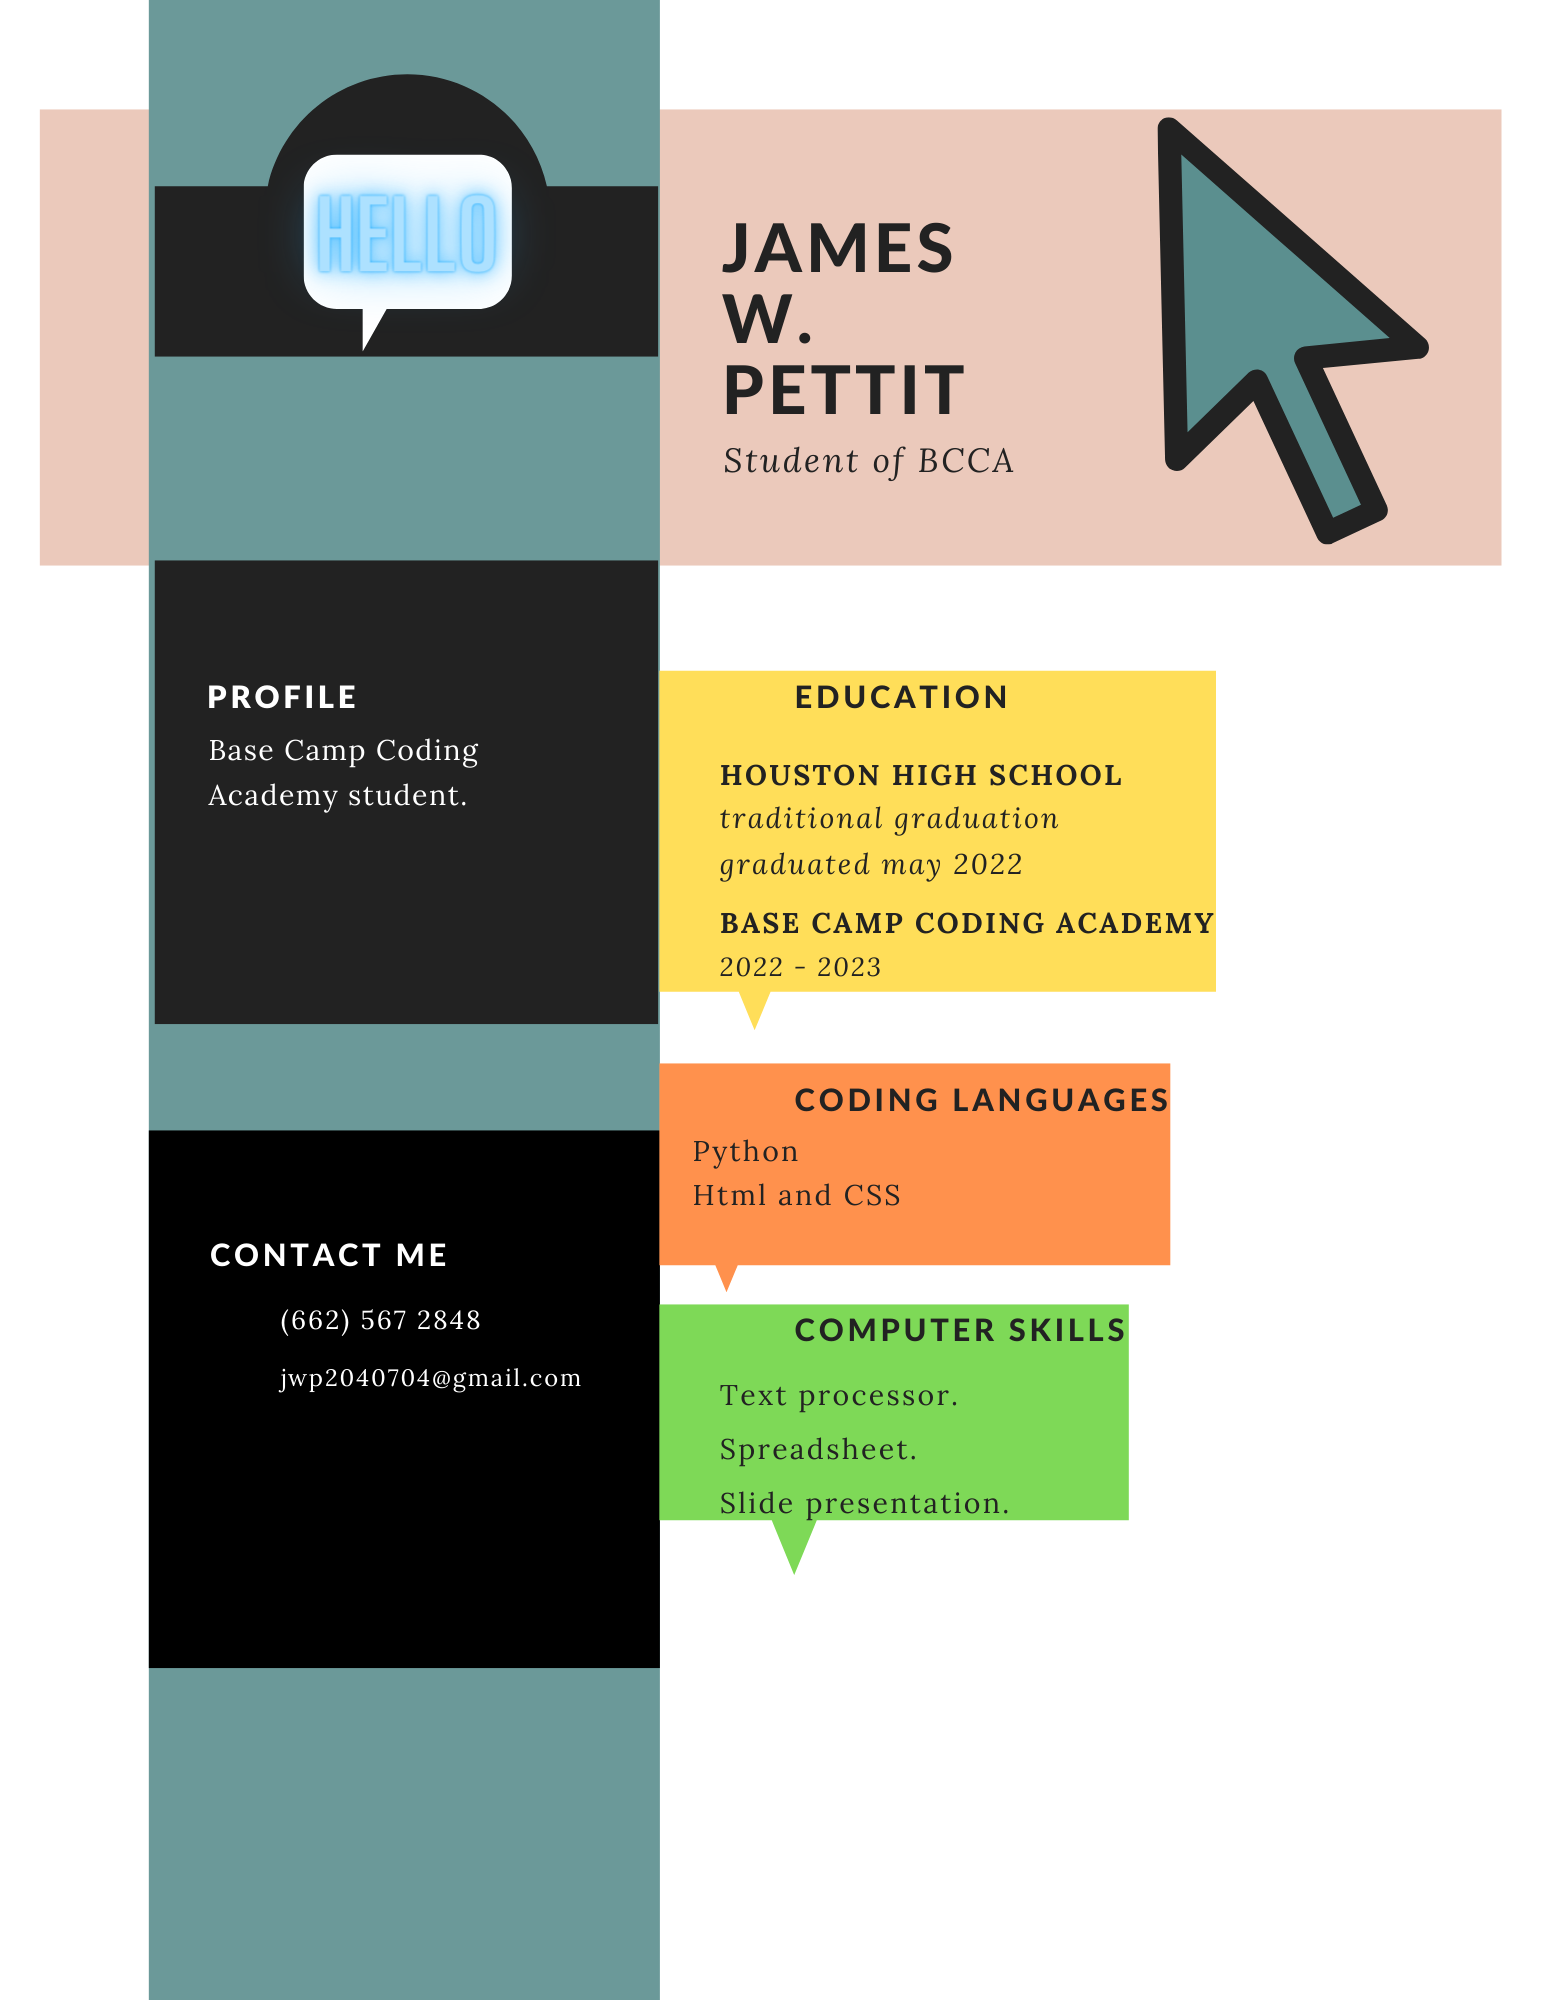 HELLO
JAMES
W.
PETTIT
Student of BCCA
PROFILE
Base Camp Coding
Academy student.
EDUCATION
HOUSTON HIGH SCHOOL
traditional graduation
graduated may 2022
BASE CAMP CODING ACADEMY
2022 - 2023
CODING LANGUAGES
Python
Html and CSS
CONTACT ME
(662) 567 2848
jwp2040704@gmail.com
COMPUTER SKILLS
Text processor.
Spreadsheet.
Slide presentation.